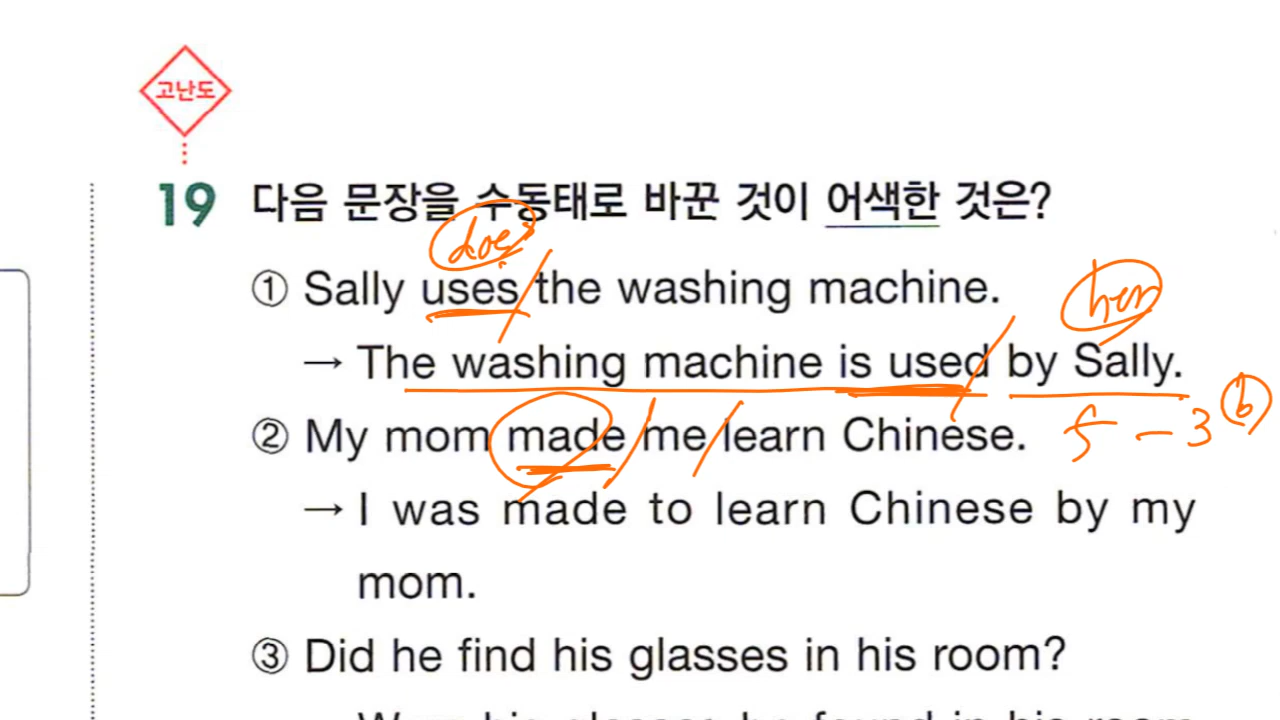 고난도
19 다음 문장을 수동태로 바꾼 것이 어색한 것은?
does
① Sally uses the washing machine.
her
→ The washing machine is used by Sally.
5-3 ⓑ
② My mom made me learn Chinese.
→ I was made to learn Chinese by my
mom.
③ Did he find his glasses in his room?